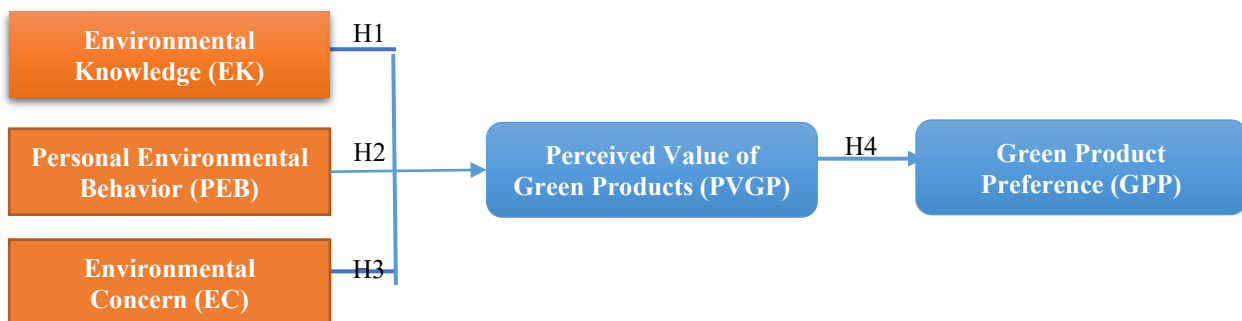 Environmental
Knowledge (EK)
H1
Personal Environmental
Behavior (PEB)
H2
Environmental
Concern (EC)
H3
Perceived Value of
Green Products (PVGP)
H4
Green Product
Preference (GPP)